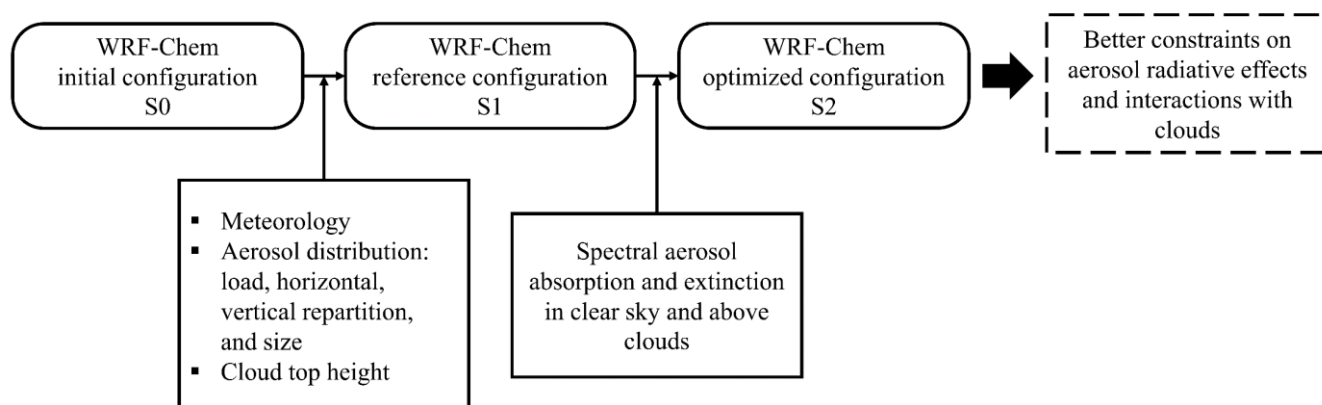 WRF-Chem
initial configuration
S0
WRF-Chem
reference configuration
S1
WRF-Chem
optimized configuration
S2
Better constraints on
aerosol radiative effects
and interactions with
clouds
▪ Meteorology
▪ Aerosol distribution:
load, horizontal,
vertical repartition,
and size
▪ Cloud top height
Spectral aerosol
absorption and extinction
in clear sky and above
clouds